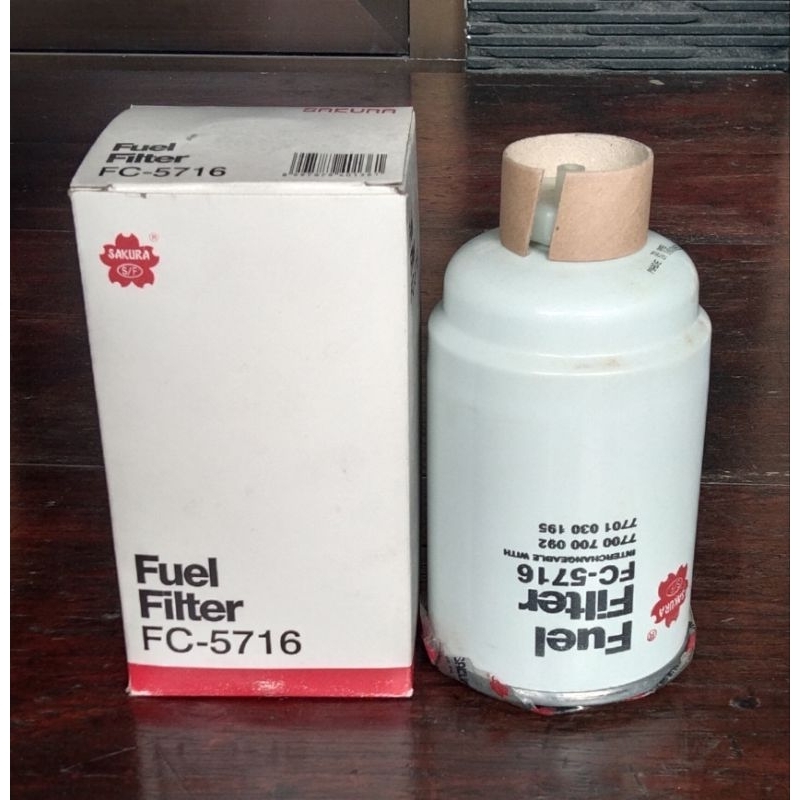 SAKURA
Fuel
Filter
FC-5716
SAKURA
®
S/F
Fuel
Filter
FC-5716
Fuel
®
Filter
SAKURA
S/F
FC-5716
INTERCHANGEABLE WITH
7700 700 092
7701 030 195